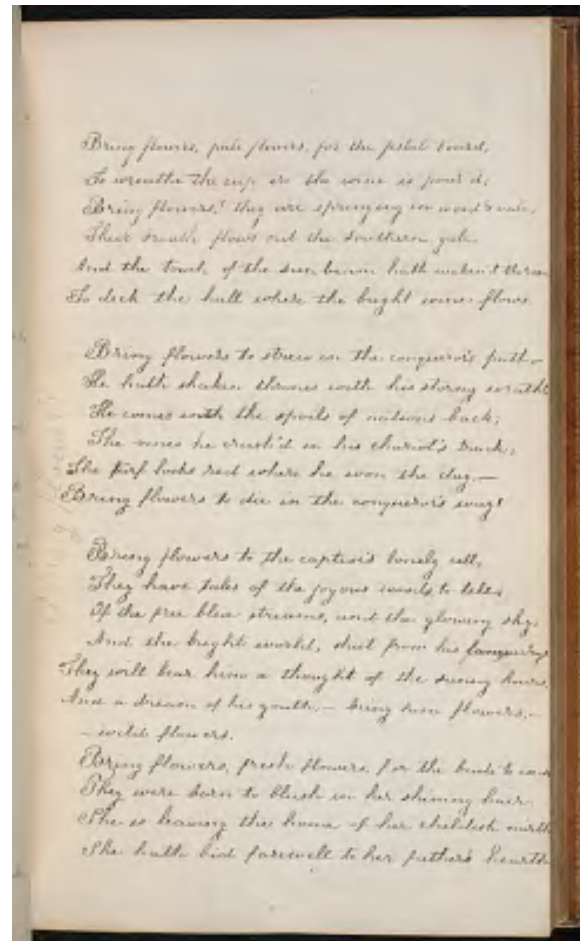 Bring flowers, pale flowers, for the festal board,
To wreathe the cup ere the wine is pour'd,
Bring flowers! they are springing in wood & vale,
Their breath flows out the Southern gale
And the touch of the sun beam hath waken'd the rose
To deck the hall where the bright wine flows
Bring flowers to strew in the conqueror's path—
He hath shaken thrones with his stormy wrath
He comes with the spoils of nations back,
The vines lie crush'd in his chariot's track,
The turf looks red where he won the day.—
Bring flowers to die in the conqueror's way!
Bring flowers to the captive's lonely cell,
They have tales of the joyous woods to tell,
Of the free blue streams, and the glowing sky,
And the bright world, shut from his
They will bear him a thought of the sunny hours,
And a dream of his youth,— bring him flowers,—
— wild flowers.
Bring flowers, fresh flowers, for the bride to wear
They were born to blush in her shining hair
She is leaving the home of her childish mirth
She hath bid farewell to her father's hearth